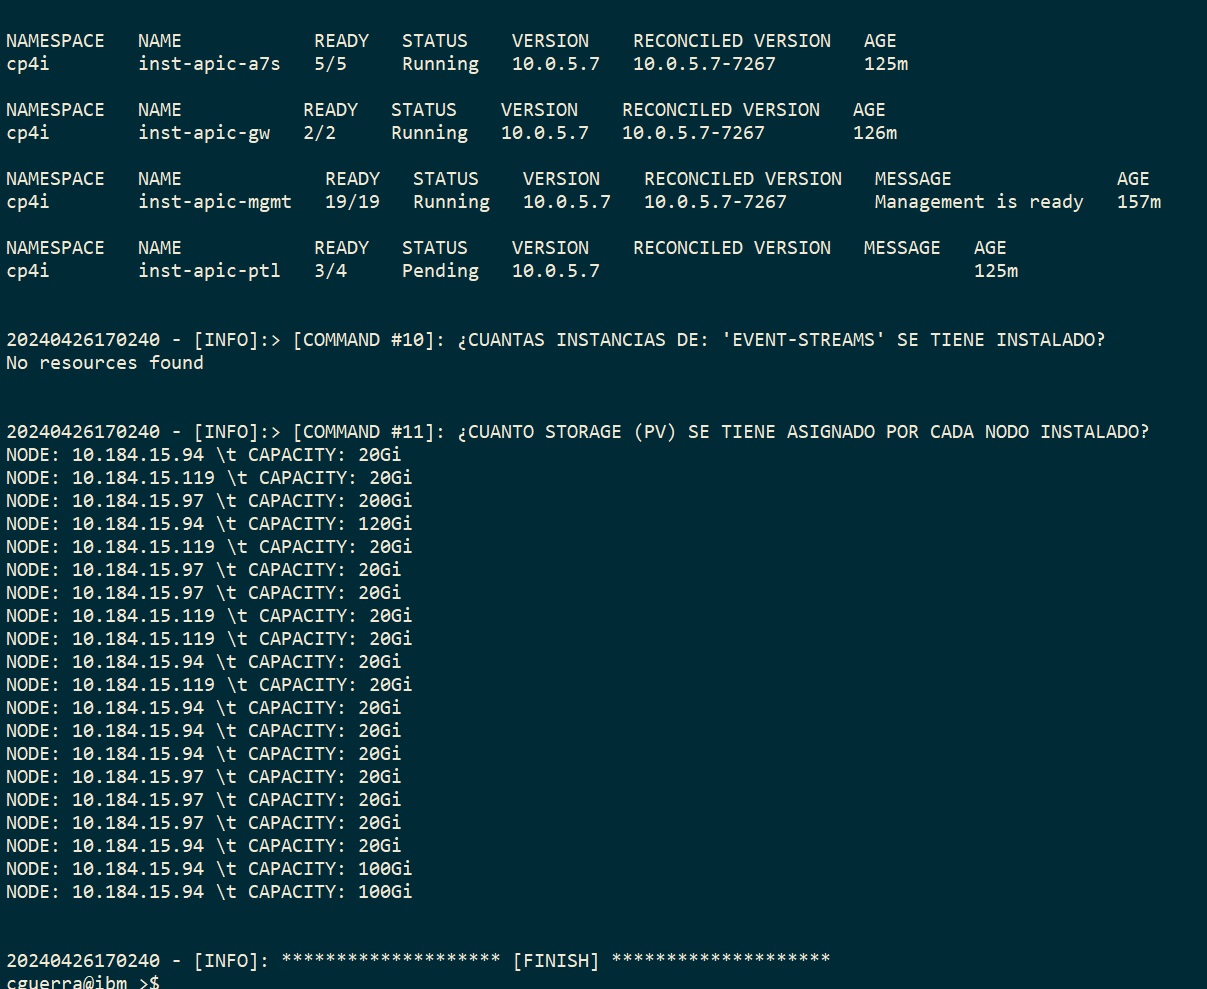 NAMESPACE   NAME            READY   STATUS    VERSION    RECONCILED VERSION   AGE
cp4i        inst-apic-a7s   5/5     Running   10.0.5.7   10.0.5.7-7267        125m
NAMESPACE   NAME           READY   STATUS    VERSION    RECONCILED VERSION   AGE
cp4i        inst-apic-gw   2/2     Running   10.0.5.7   10.0.5.7-7267        126m
NAMESPACE   NAME             READY   STATUS    VERSION    RECONCILED VERSION   MESSAGE               AGE
cp4i        inst-apic-mgmt   19/19   Running   10.0.5.7   10.0.5.7-7267        Management is ready   157m
NAMESPACE   NAME            READY   STATUS    VERSION    RECONCILED VERSION   MESSAGE   AGE
cp4i        inst-apic-ptl   3/4     Pending   10.0.5.7                                  125m
20240426170240 - [INFO]:> [COMMAND #10]: ¿CUANTAS INSTANCIAS DE: 'EVENT-STREAMS' SE TIENE INSTALADO?
No resources found
20240426170240 - [INFO]:> [COMMAND #11]: ¿CUANTO STORAGE (PV) SE TIENE ASIGNADO POR CADA NODO INSTALADO?
NODE: 10.184.15.94 \t CAPACITY: 20Gi
NODE: 10.184.15.119 \t CAPACITY: 20Gi
NODE: 10.184.15.97 \t CAPACITY: 200Gi
NODE: 10.184.15.94 \t CAPACITY: 120Gi
NODE: 10.184.15.119 \t CAPACITY: 20Gi
NODE: 10.184.15.97 \t CAPACITY: 20Gi
NODE: 10.184.15.97 \t CAPACITY: 20Gi
NODE: 10.184.15.119 \t CAPACITY: 20Gi
NODE: 10.184.15.119 \t CAPACITY: 20Gi
NODE: 10.184.15.94 \t CAPACITY: 20Gi
NODE: 10.184.15.119 \t CAPACITY: 20Gi
NODE: 10.184.15.94 \t CAPACITY: 20Gi
NODE: 10.184.15.94 \t CAPACITY: 20Gi
NODE: 10.184.15.94 \t CAPACITY: 20Gi
NODE: 10.184.15.97 \t CAPACITY: 20Gi
NODE: 10.184.15.97 \t CAPACITY: 20Gi
NODE: 10.184.15.97 \t CAPACITY: 20Gi
NODE: 10.184.15.94 \t CAPACITY: 20Gi
NODE: 10.184.15.94 \t CAPACITY: 100Gi
NODE: 10.184.15.94 \t CAPACITY: 100Gi
20240426170240 - [INFO]: ******************** [FINISH] ********************
cguerra@ibm >$